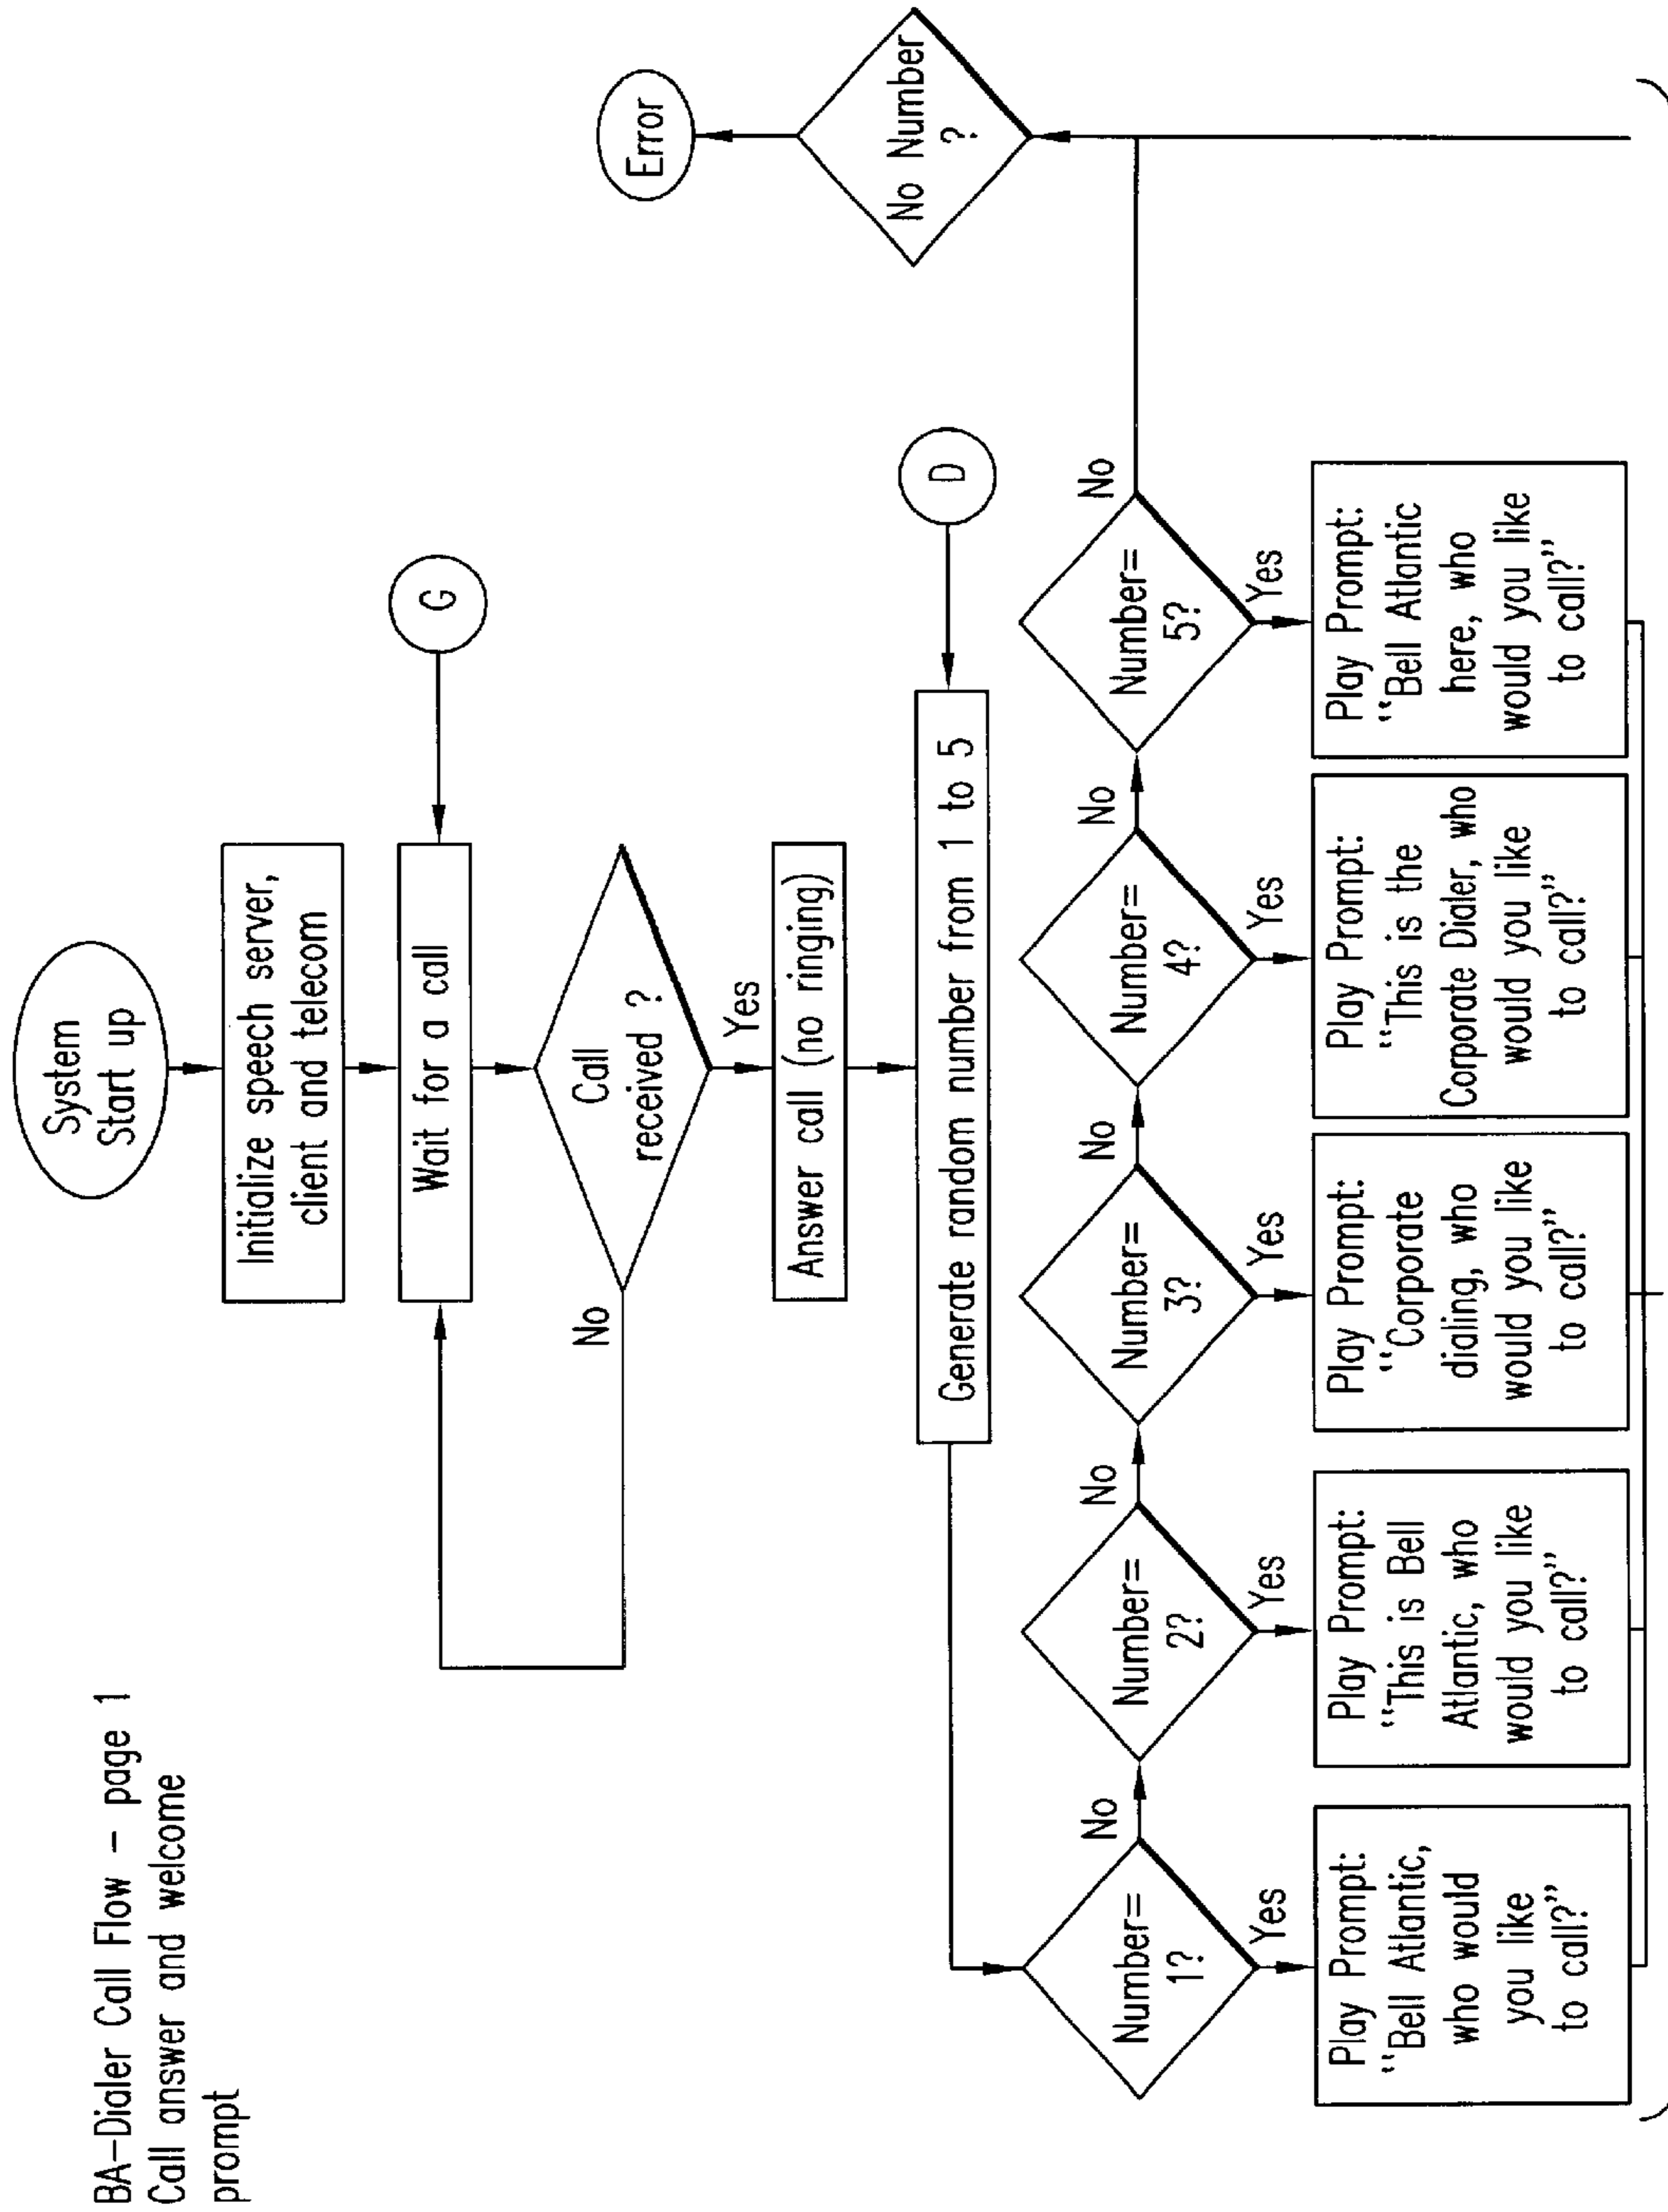 BA-Dialer Call Flow - page 1
Call answer and welcome
prompt
System
Start up
Initialize speech server,
client and telecom
G
Wait for a call
Call
received ?
No
Yes
Answer call (no ringing)
D
Generate random number from 1 to 5
Number=
1?
No
Yes
Number=
2?
No
Yes
Number=
3?
No
Yes
Number=
4?
No
Yes
Number=
5?
No
Yes
No Number
?
Error
Play Prompt:
"Bell Atlantic,
who would
you like
to call?"
Play Prompt:
"This is Bell
Atlantic, who
would you like
to call?"
Play Prompt:
"Corporate
dialing, who
would you like
to call?"
Play Prompt:
"This is the
Corporate Dialer, who
would you like
to call?"
Play Prompt:
"Bell Atlantic
here, who
would you like
to call?"